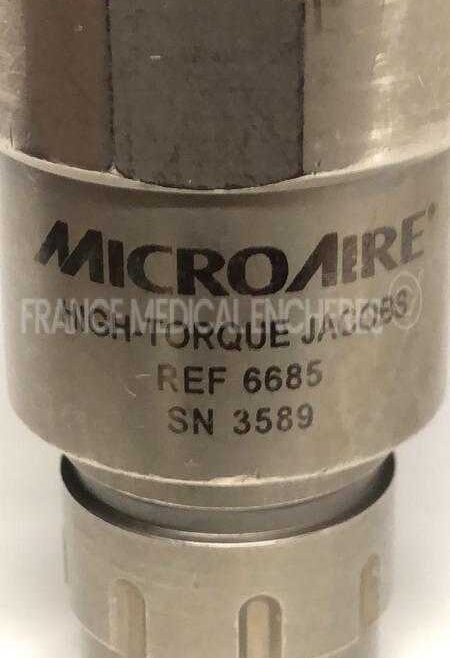 MICROAIRE®
FRANCE MEDICAL ENCHERES ®
HIGH-TORQUE JACOBS
REF 6685
SN 3589